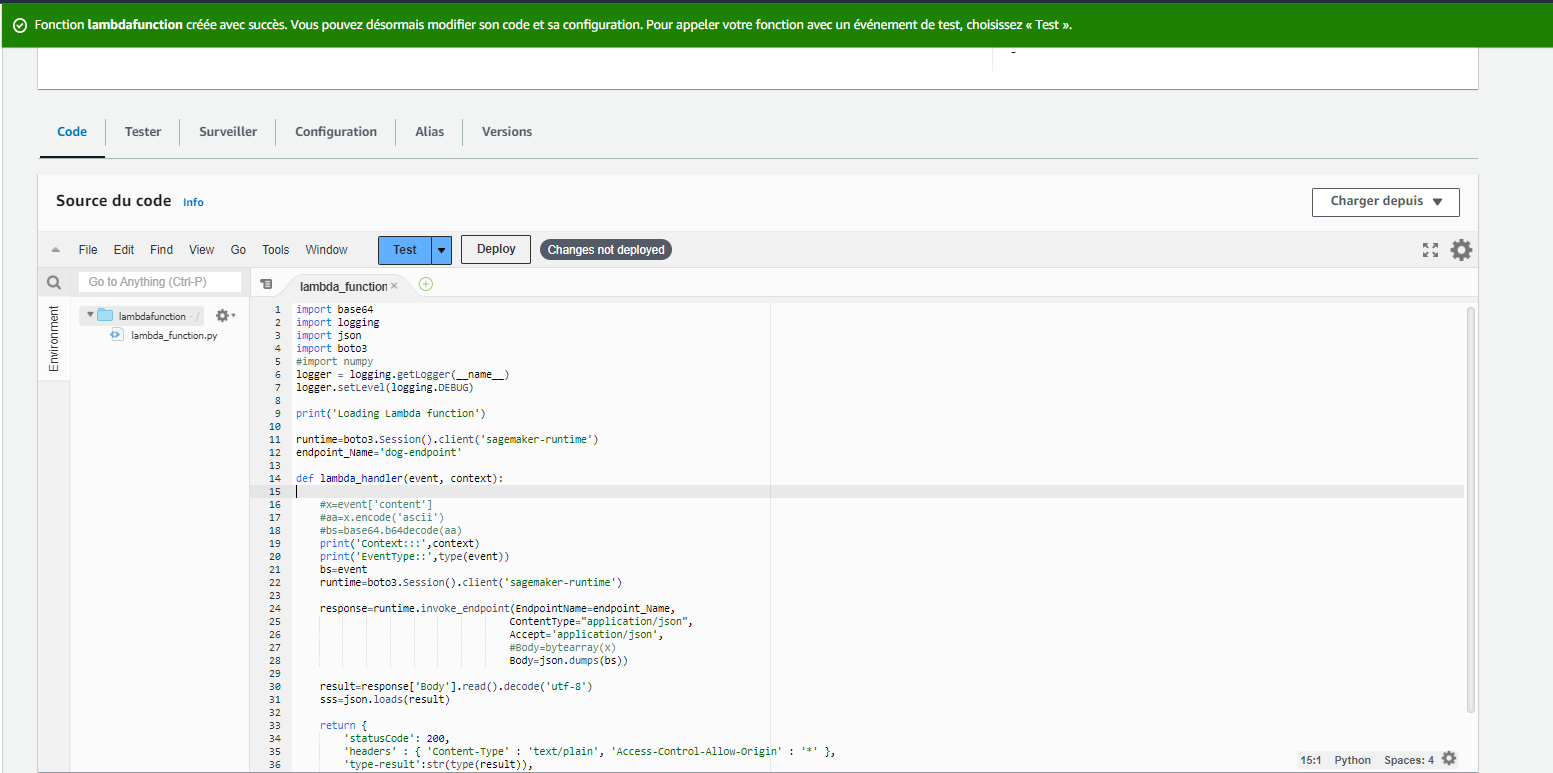 Fonction lambdafunction créée avec succès. Vous pouvez désormais modifier son code et sa configuration. Pour appeler votre fonction avec un événement de test, choisissez « Test ».
-
Code Tester Surveiller Configuration Alias Versions
Source du code Info
Charger depuis
File Edit Find View Go Tools Window Test Deploy Changes not deployed
Go to Anything (Ctrl-P)
lambda_function
Environment
lambdafunction - /
lambda_function.py
1 import base64
2 import logging
3 import json
4 import boto3
5 #import numpy
6 logger = logging.getLogger(__name__)
7 logger.setLevel(logging.DEBUG)
8
9 print('Loading Lambda function')
10
11 runtime=boto3.Session().client('sagemaker-runtime')
12 endpoint_Name='dog-endpoint'
13
14 def lambda_handler(event, context):
15
16 #x=event['content']
17 #aa=x.encode('ascii')
18 #bs=base64.b64decode(aa)
19 print('Context:::',context)
20 print('EventType::',type(event))
21 bs=event
22 runtime=boto3.Session().client('sagemaker-runtime')
23
24 response=runtime.invoke_endpoint(EndpointName=endpoint_Name,
25 ContentType="application/json",
26 Accept='application/json',
27 #Body=bytearray(x)
28 Body=json.dumps(bs))
29
30 result=response['Body'].read().decode('utf-8')
31 sss=json.loads(result)
32
33 return {
34 'statusCode': 200,
35 'headers' : { 'Content-Type' : 'text/plain', 'Access-Control-Allow-Origin' : '*' },
36 'type-result':str(type(result)),
15:1 Python Spaces: 4